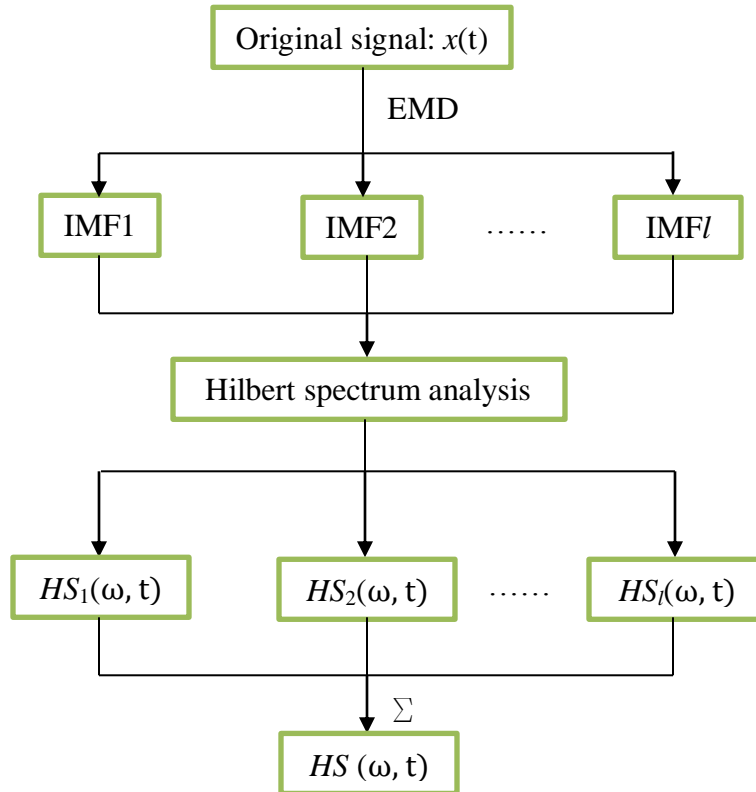 Original signal: x(t)
EMD
IMF1 IMF2 …… IMFl
Hilbert spectrum analysis
HS₁(ω, t) HS₂(ω, t) …… HSₗ(ω, t)
∑
HS (ω, t)